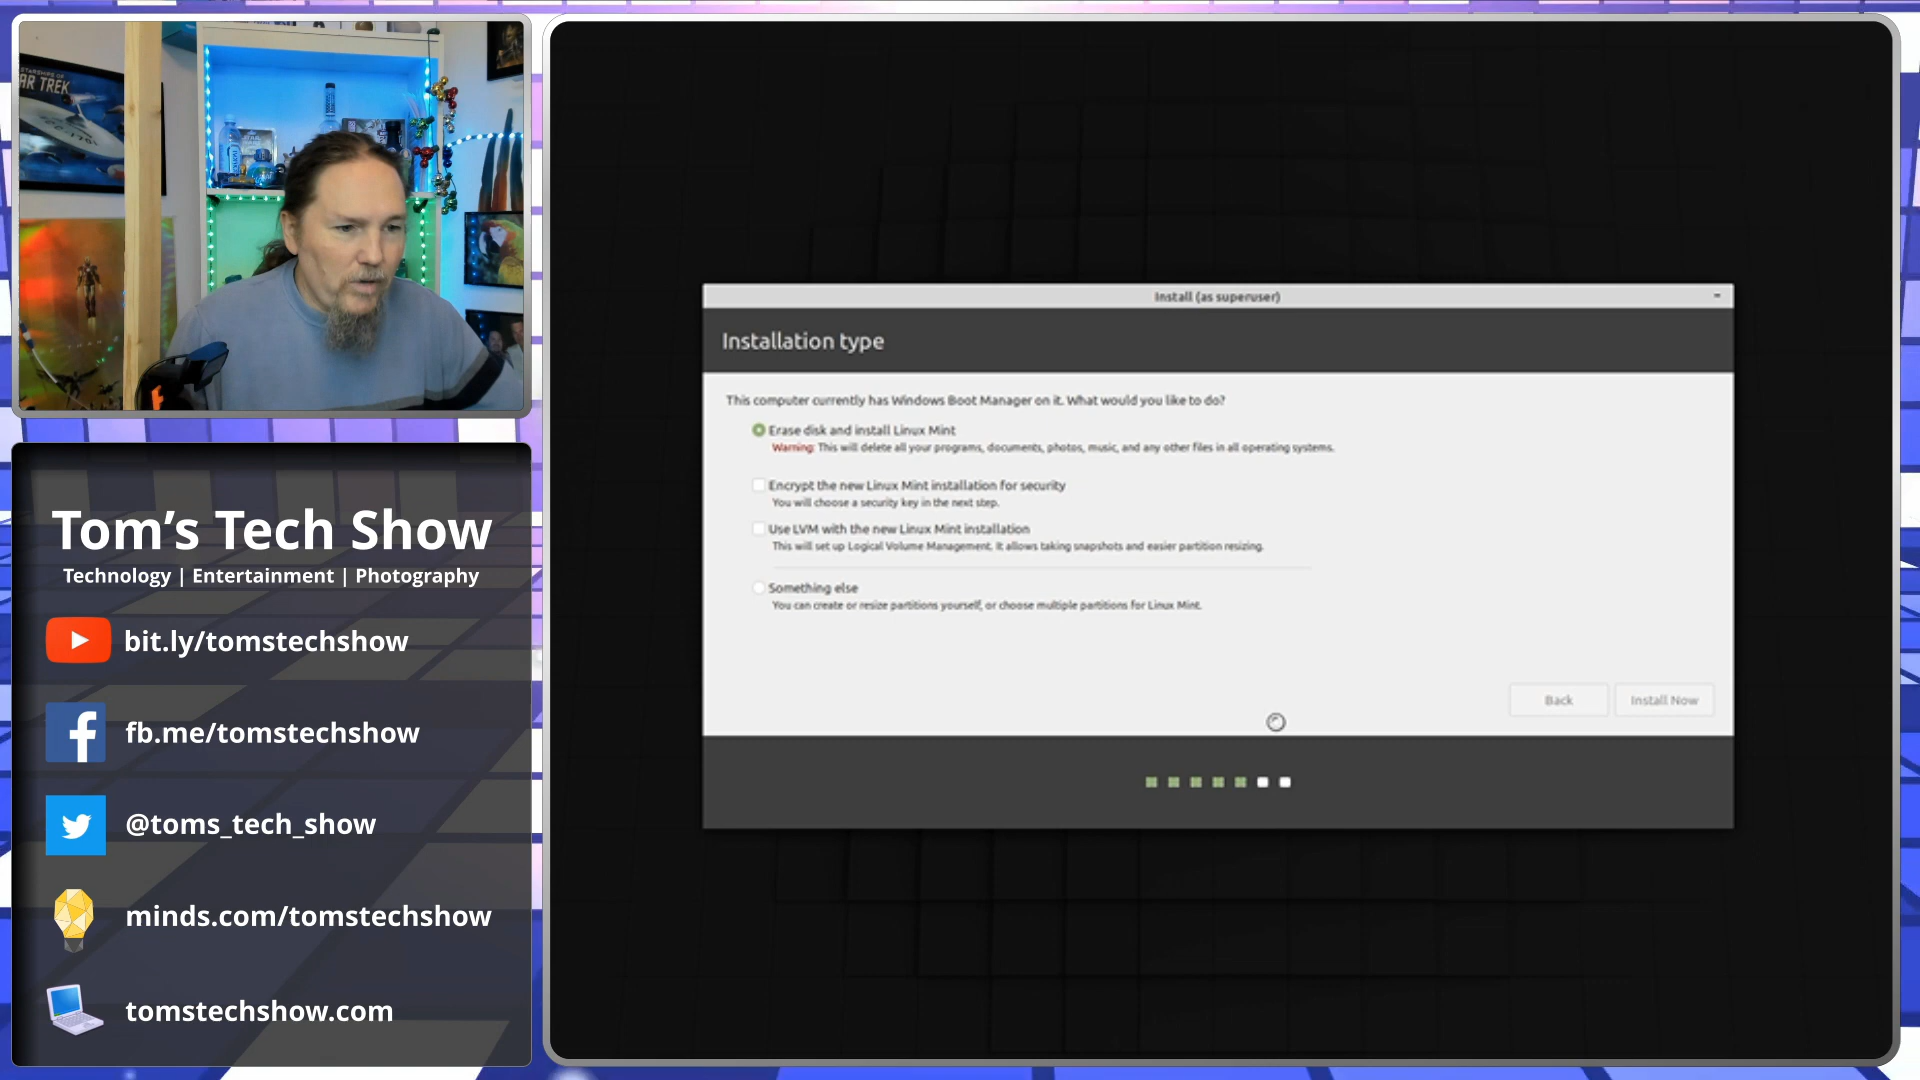 STARSHIPS OF
AR TREK
Tom's Tech Show
Technology | Entertainment | Photography
bit.ly/tomstechshow
fb.me/tomstechshow
@toms_tech_show
minds.com/tomstechshow
tomstechshow.com
Install (as superuser)
Installation type
This computer currently has Windows Boot Manager on it. What would you like to do?
Erase disk and install Linux Mint
Warning: This will delete all your programs, documents, photos, music, and any other files in all operating systems.
Encrypt the new Linux Mint installation for security
You will choose a security key in the next step.
Use LVM with the new Linux Mint installation
This will set up Logical Volume Management. It allows taking snapshots and easier partition resizing.
Something else
You can create or resize partitions yourself, or choose multiple partitions for Linux Mint.
Back
Install Now